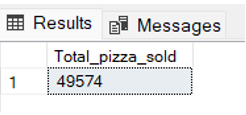 Results Messages
Total_pizza_sold
1 49574